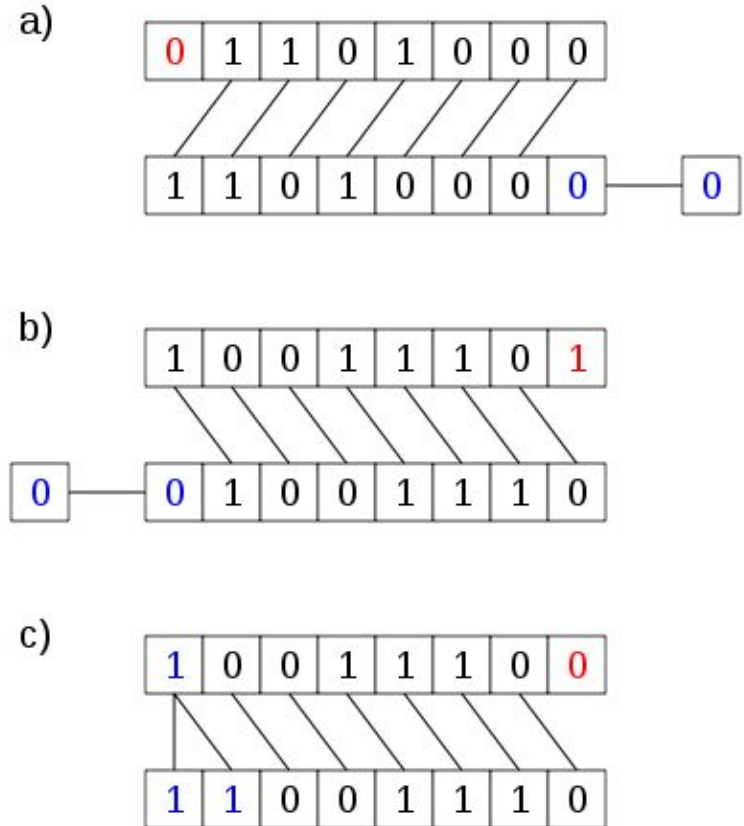 a)
0 1 1 0 1 0 0 0
1 1 0 1 0 0 0 0 0
b)
1 0 0 1 1 1 0 1
0 0 1 0 0 1 1 1 0
c)
1 0 0 1 1 1 0 0
1 1 0 0 1 1 1 0